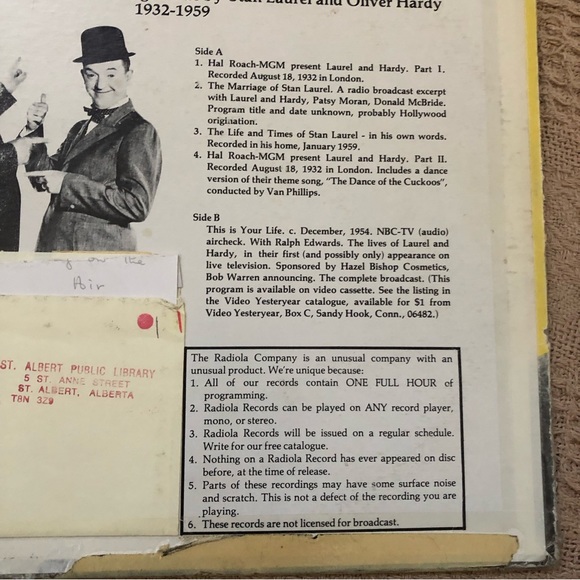 by Stan Laurel and Oliver Hardy
1932-1959
Side A
1. Hal Roach-MGM present Laurel and Hardy. Part I.
Recorded August 18, 1932 in London.
2. The Marriage of Stan Laurel. A radio broadcast excerpt
with Laurel and Hardy, Patsy Moran, Donald McBride.
Program title and date unknown, probably Hollywood
origination.
3. The Life and Times of Stan Laurel - in his own words.
Recorded in his home, January 1959.
4. Hal Roach-MGM present Laurel and Hardy. Part II.
Recorded August 18, 1932 in London. Includes a dance
version of their theme song, "The Dance of the Cuckoos",
conducted by Van Phillips.
Side B
This is Your Life. c. December, 1954. NBC-TV (audio)
aircheck. With Ralph Edwards. The lives of Laurel and
Hardy, in their first (and possibly only) appearance on
live television. Sponsored by Hazel Bishop Cosmetics,
Bob Warren announcing. The complete broadcast. (This
program is available on video cassette. See the listing in
the Video Yesteryear catalogue, available for $1 from
Video Yesteryear, Box C, Sandy Hook, Conn., 06482.)
on the
Air
ST. ALBERT PUBLIC LIBRARY
5 ST. ANNE STREET
ST. ALBERT, ALBERTA
T8N 3Z9
The Radiola Company is an unusual company with an
unusual product. We're unique because:
1. All of our records contain ONE FULL HOUR of
programming.
2. Radiola Records can be played on ANY record player,
mono, or stereo.
3. Radiola Records will be issued on a regular schedule.
Write for our free catalogue.
4. Nothing on a Radiola Record has ever appeared on disc
before, at the time of release.
5. Parts of these recordings may have some surface noise
and scratch. This is not a defect of the recording you are
playing.
6. These records are not licensed for broadcast.